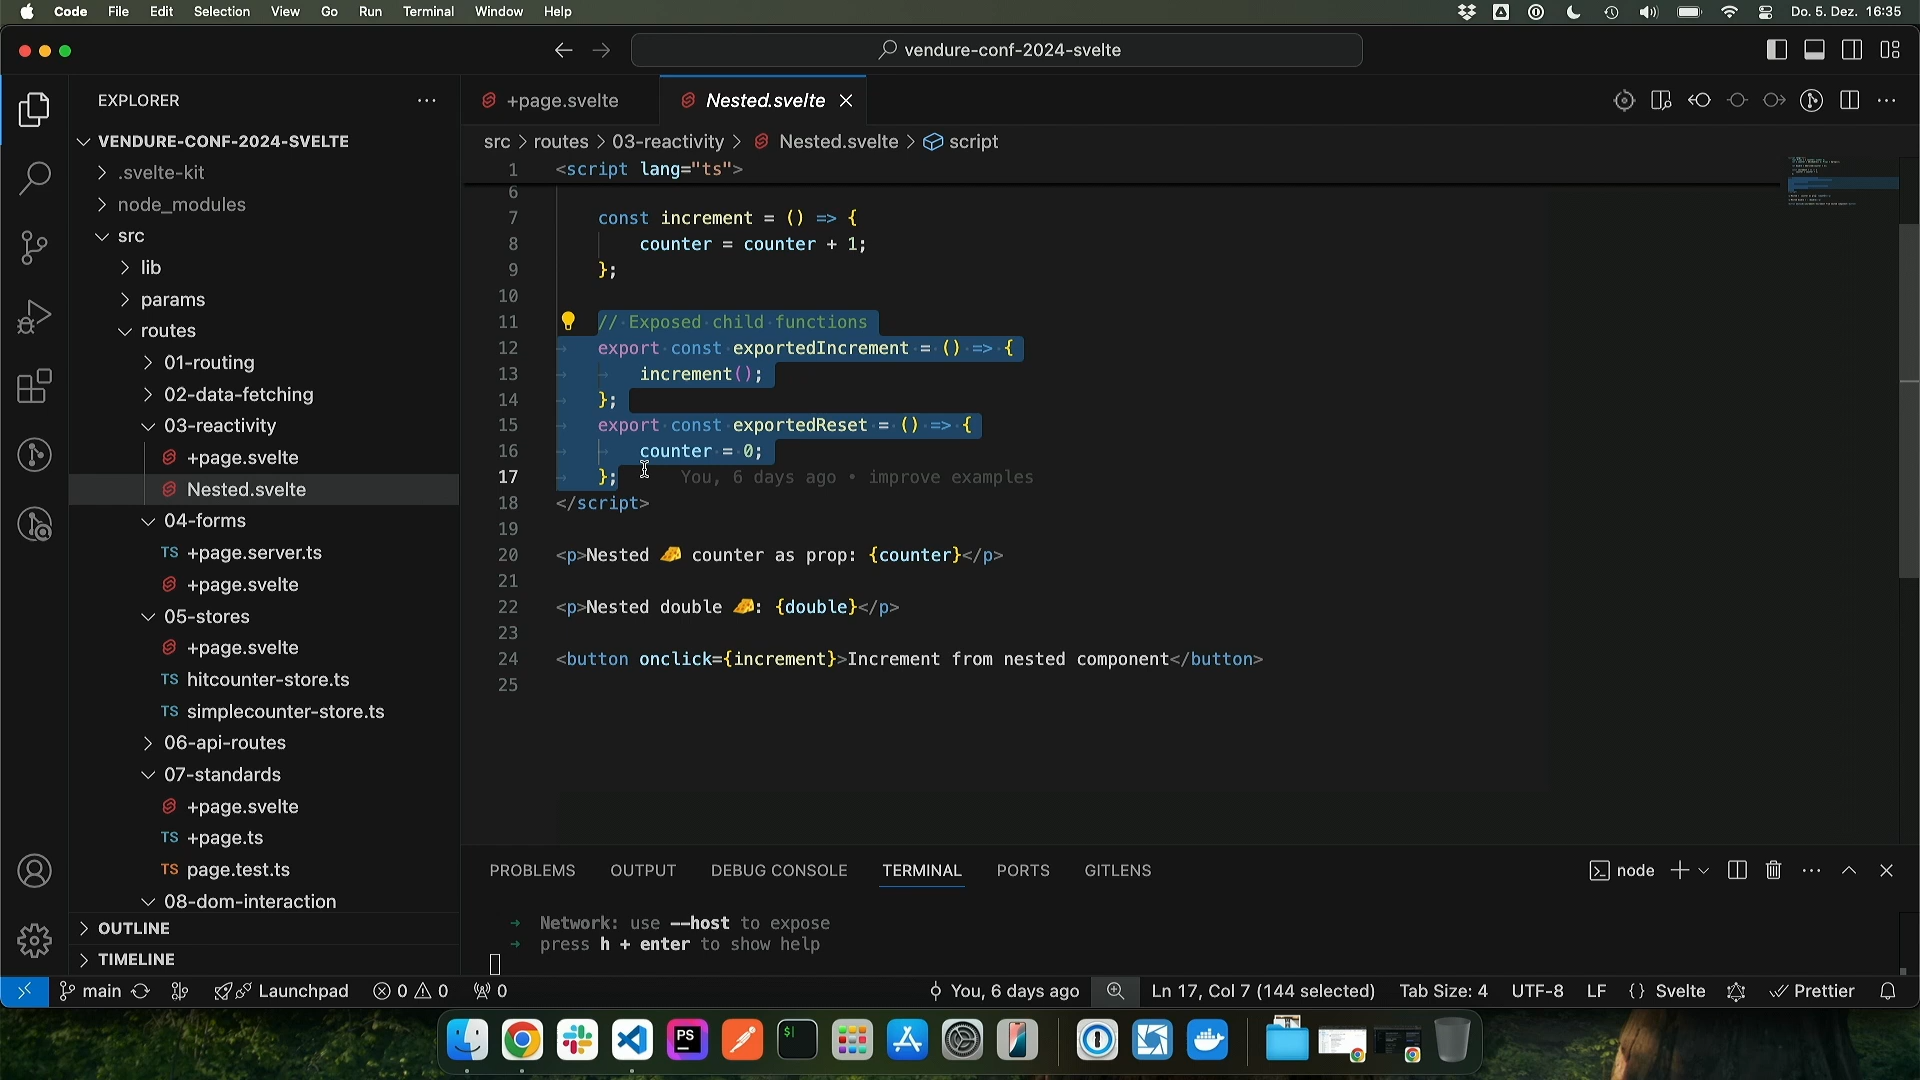 Code File Edit Selection View Go Run Terminal Window Help
Do. 5. Dez. 16:35
vendure-conf-2024-svelte
EXPLORER
VENDURE-CONF-2024-SVELTE
.svelte-kit
node_modules
src
lib
params
routes
01-routing
02-data-fetching
03-reactivity
+page.svelte
Nested.svelte
04-forms
TS +page.server.ts
+page.svelte
05-stores
+page.svelte
TS hitcounter-store.ts
TS simplecounter-store.ts
06-api-routes
07-standards
+page.svelte
TS +page.ts
TS page.test.ts
08-dom-interaction
OUTLINE
TIMELINE
+page.svelte
Nested.svelte
src > routes > 03-reactivity > Nested.svelte > script
1 <script lang="ts">
6
7 const increment = () => {
8 counter = counter + 1;
9 };
10
11 // Exposed child functions
12 export const exportedIncrement = () => {
13 increment();
14 };
15 export const exportedReset = () => {
16 counter = 0;
17 }; You, 6 days ago • improve examples
18 </script>
19
20 <p>Nested 🧀 counter as prop: {counter}</p>
21
22 <p>Nested double 🧀: {double}</p>
23
24 <button onclick={increment}>Increment from nested component</button>
25
PROBLEMS OUTPUT DEBUG CONSOLE TERMINAL PORTS GITLENS
node
➜ Network: use --host to expose
➜ press h + enter to show help
main Launchpad 0 0 0
You, 6 days ago Ln 17, Col 7 (144 selected) Tab Size: 4 UTF-8 LF {} Svelte Prettier
PS
$